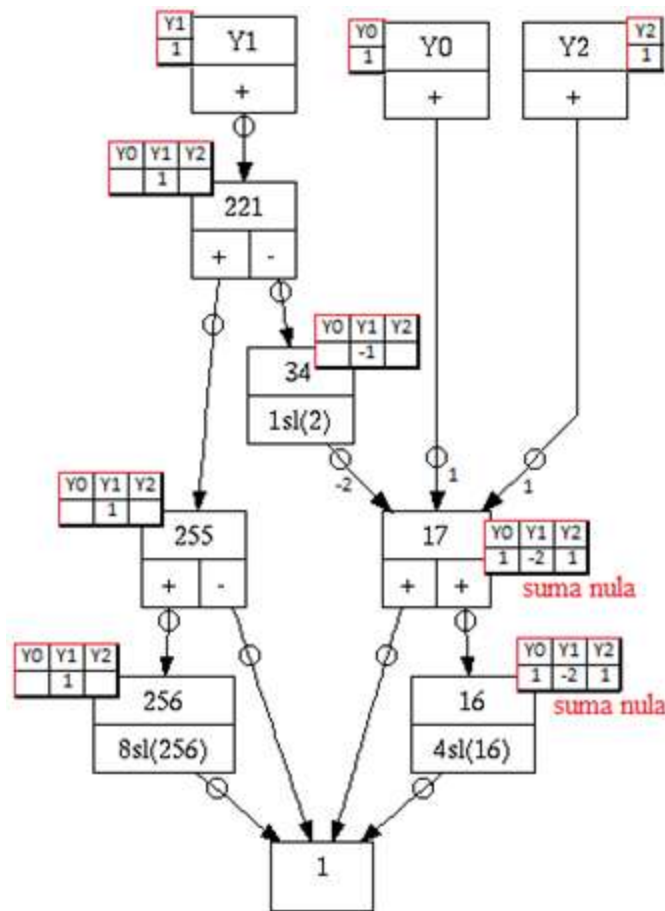 Y1
1
Y1
+
Y0
1
Y0
+
Y2
Y2
1
+
Y0 Y1 Y2
1
221
+ -
Y0 Y1 Y2
-1
34
1sl(2)
-2
1
1
Y0 Y1 Y2
1
255
+ -
17
+ +
Y0 Y1 Y2
1 -2 1
suma nula
Y0 Y1 Y2
1
256
8sl(256)
16
4sl(16)
Y0 Y1 Y2
1 -2 1
suma nula
1